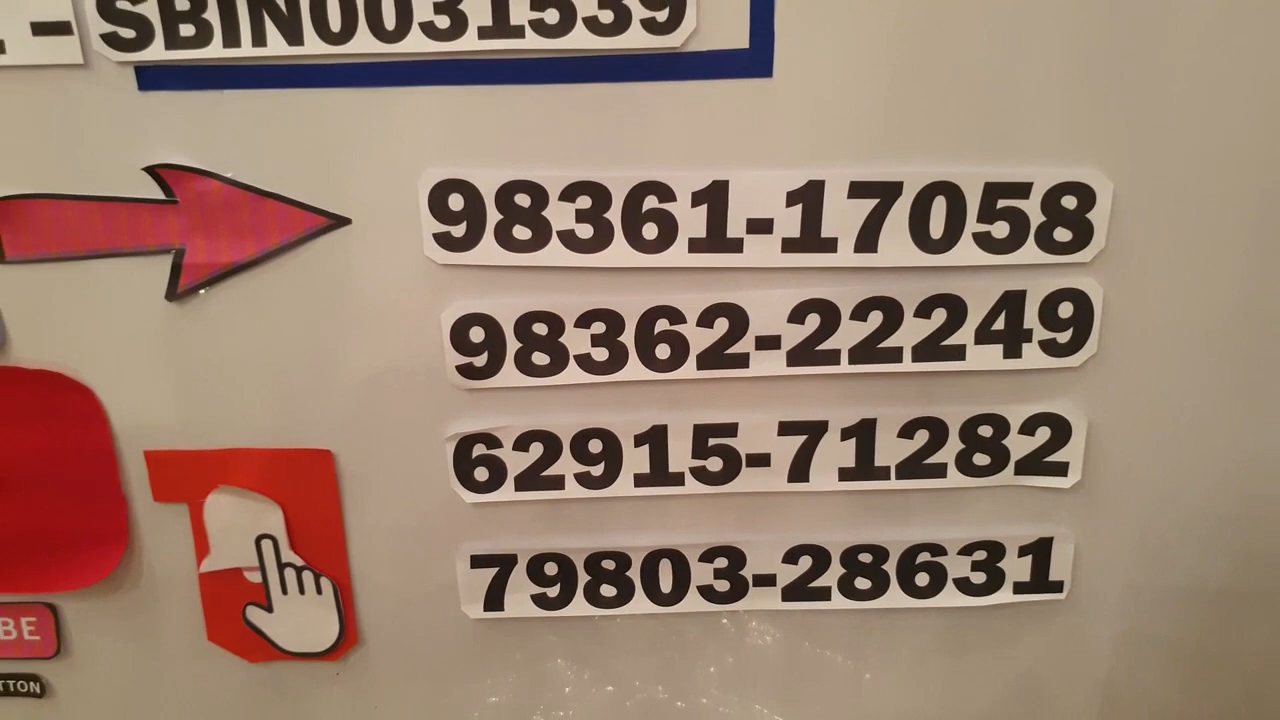 - SBIN0031539
98361-17058
98362-22249
62915-71282
79803-28631
BE
TTON